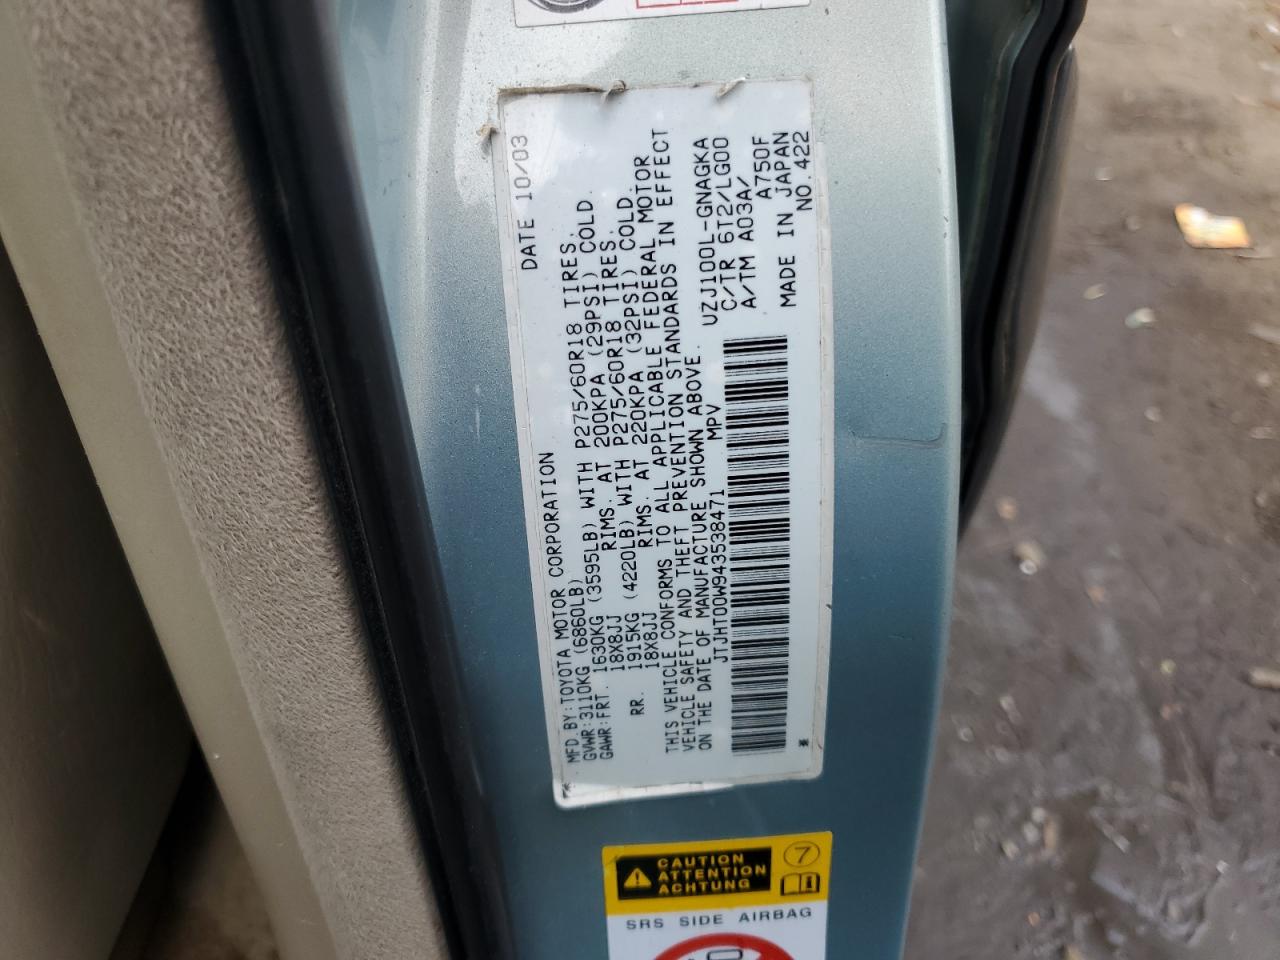 MFD.BY:TOYOTA MOTOR CORPORATION DATE 10/03
GVWR:3110KG (6860LB)
GAWR:FRT. 1630KG (3595LB) WITH P275/60R18 TIRES.
18X8JJ RIMS. AT 200KPA (29PSI) COLD
RR. 1915KG (4220LB) WITH P275/60R18 TIRES.
18X8JJ RIMS. AT 220KPA (32PSI) COLD.
THIS VEHICLE CONFORMS TO ALL APPLICABLE FEDERAL MOTOR
VEHICLE SAFETY AND THEFT PREVENTION STANDARDS IN EFFECT
ON THE DATE OF MANUFACTURE SHOWN ABOVE.
JTJHT00W943538471 MPV UZJ100L-GNAGKA
C/TR 6T2/LG00
A/TM A03A/
A750F
MADE IN JAPAN
NO.422
CAUTION
ATTENTION
ACHTUNG
7
SRS SIDE AIRBAG